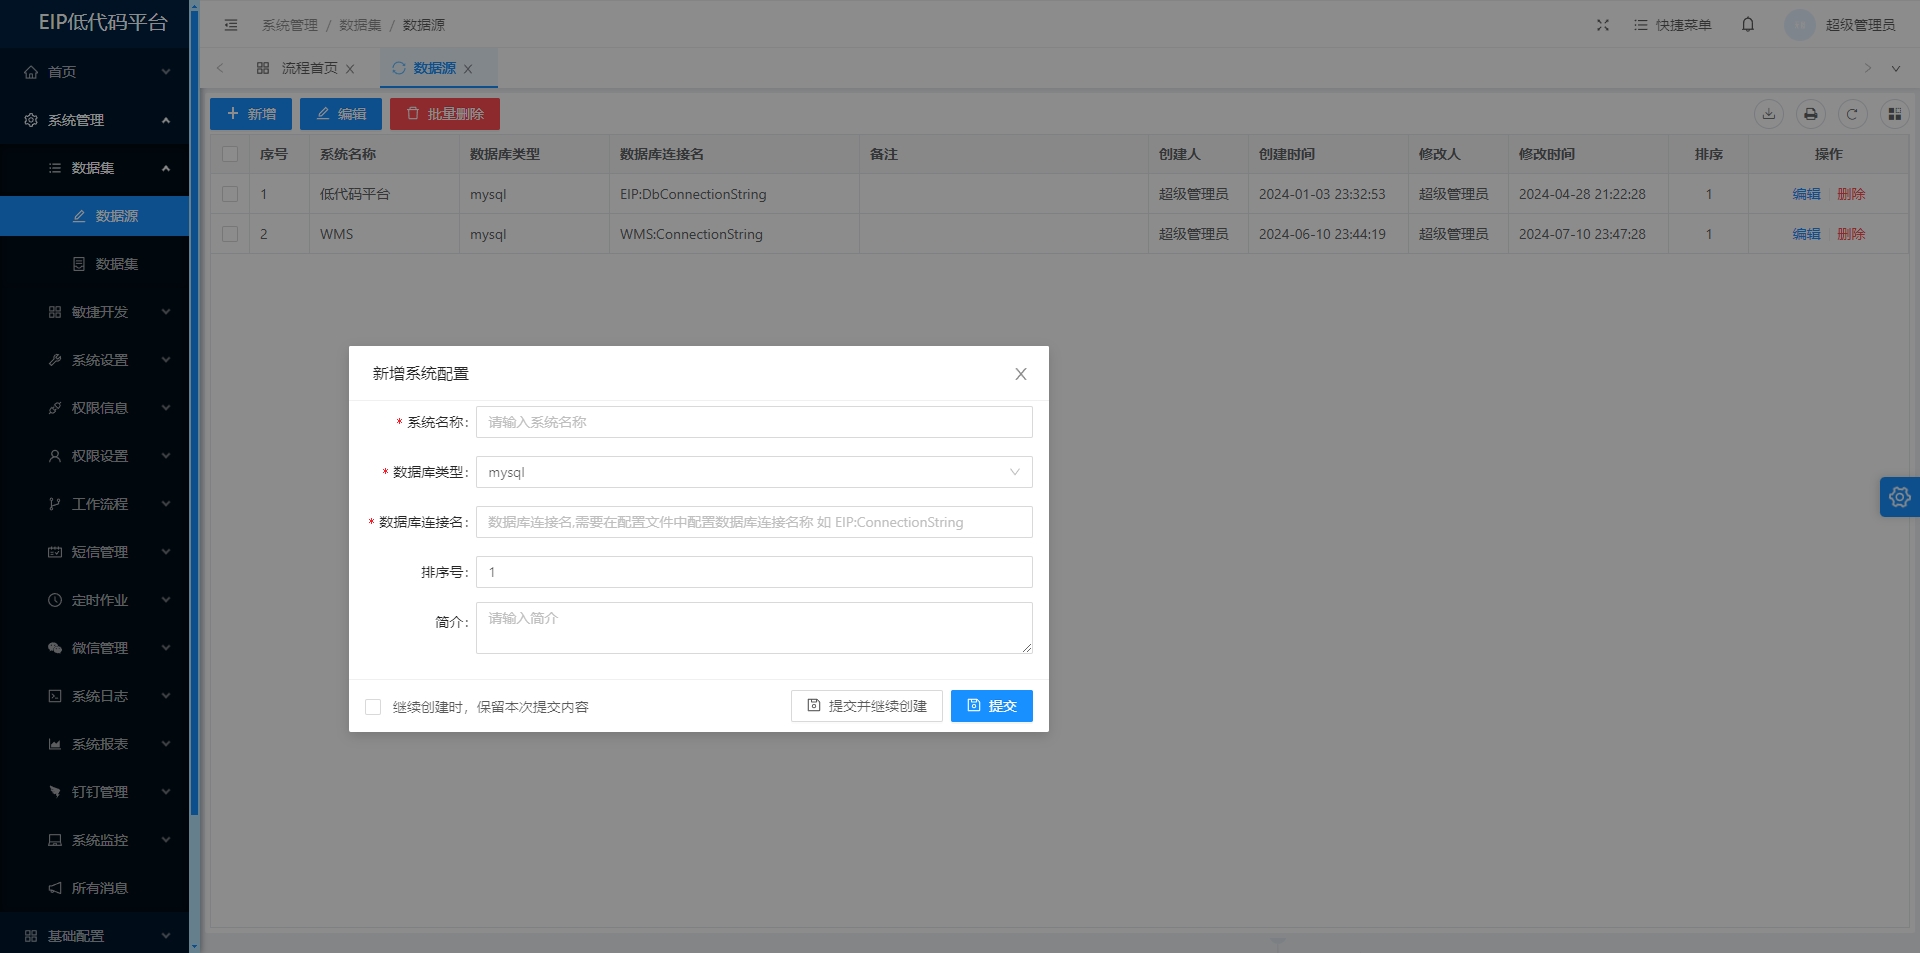 EIP低代码平台
首页
系统管理
数据集
数据源
数据集
敏捷开发
系统设置
权限信息
权限设置
工作流程
短信管理
定时作业
微信管理
系统日志
系统报表
钉钉管理
系统监控
所有消息
基础配置
系统管理 / 数据集 / 数据源
快捷菜单 超级管理员
流程首页 数据源
新增 编辑 批量删除
序号 系统名称 数据库类型 数据库连接名 备注 创建人 创建时间 修改人 修改时间 排序 操作
1 低代码平台 mysql EIP:DbConnectionString 超级管理员 2024-01-03 23:32:53 超级管理员 2024-04-28 21:22:28 1 编辑 删除
2 WMS mysql WMS:ConnectionString 超级管理员 2024-06-10 23:44:19 超级管理员 2024-07-10 23:47:28 1 编辑 删除
新增系统配置
* 系统名称: 请输入系统名称
* 数据库类型: mysql
* 数据库连接名: 数据库连接名,需要在配置文件中配置数据库连接名称 如 EIP:ConnectionString
排序号: 1
简介: 请输入简介
继续创建时，保留本次提交内容 提交并继续创建 提交